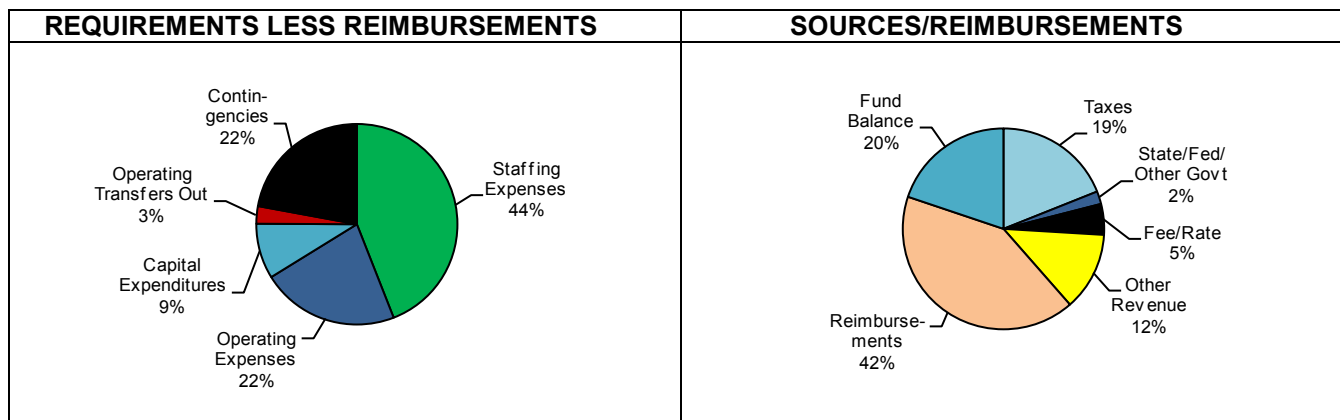 REQUIREMENTS LESS REIMBURSEMENTS
Contin-
gencies
22%
Operating
Transfers Out
3%
Capital
Expenditures
9%
Operating
Expenses
22%
Staffing
Expenses
44%
SOURCES/REIMBURSEMENTS
Fund
Balance
20%
Taxes
19%
State/Fed/
Other Govt
2%
Fee/Rate
5%
Other
Revenue
12%
Reimburse-
ments
42%